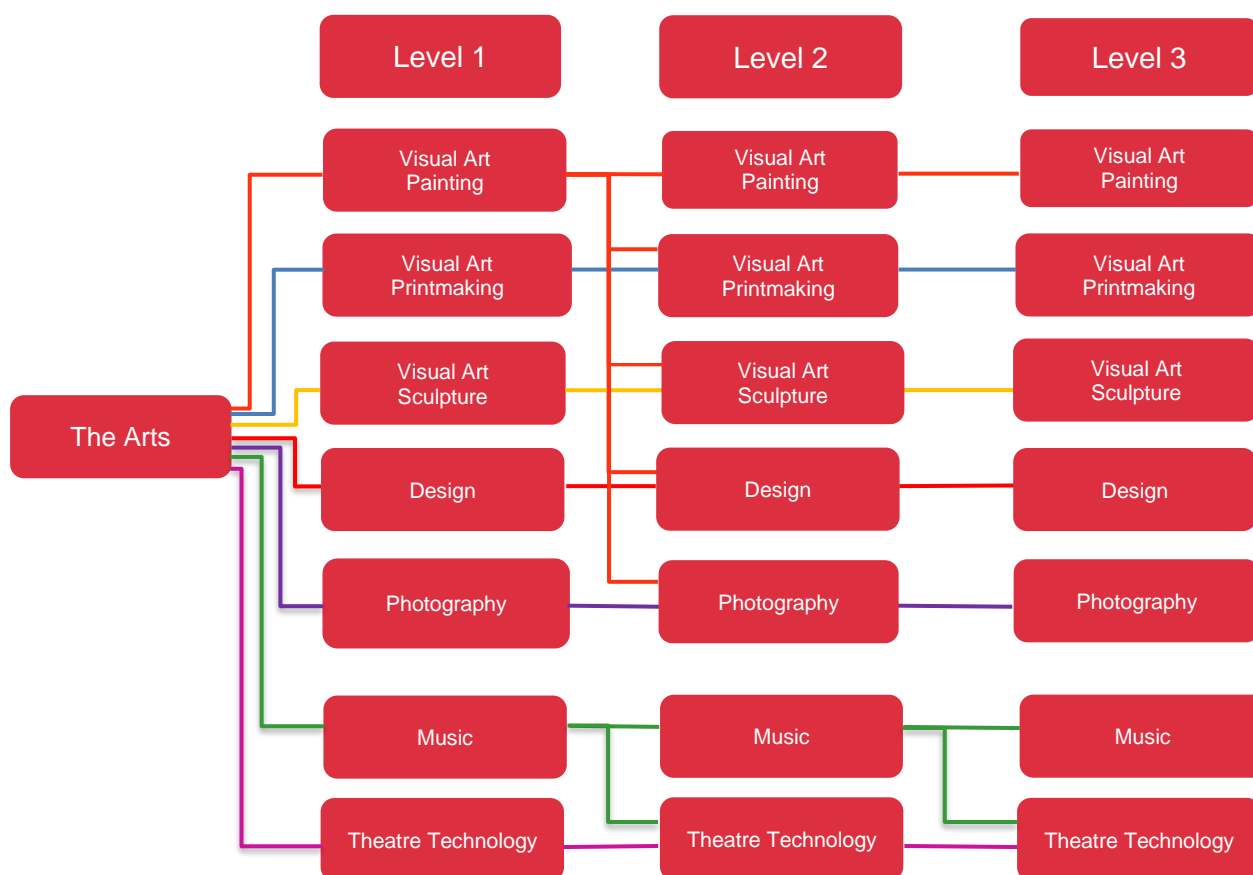 Level 1
Level 2
Level 3
Visual Art
Painting
Visual Art
Painting
Visual Art
Painting
Visual Art
Printmaking
Visual Art
Printmaking
Visual Art
Printmaking
Visual Art
Sculpture
Visual Art
Sculpture
Visual Art
Sculpture
The Arts
Design
Design
Design
Photography
Photography
Photography
Music
Music
Music
Theatre Technology
Theatre Technology
Theatre Technology